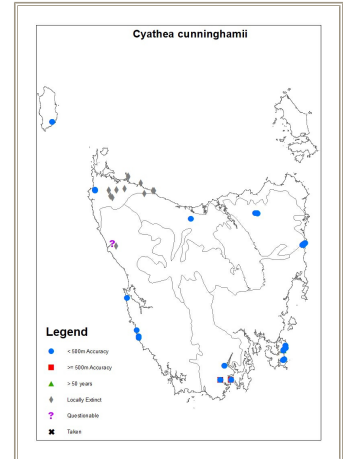 Cyathea cunninghamii
?
Legend
< 500m Accuracy
>= 500m Accuracy
> 50 years
Locally Extinct
? Questionable
Taken